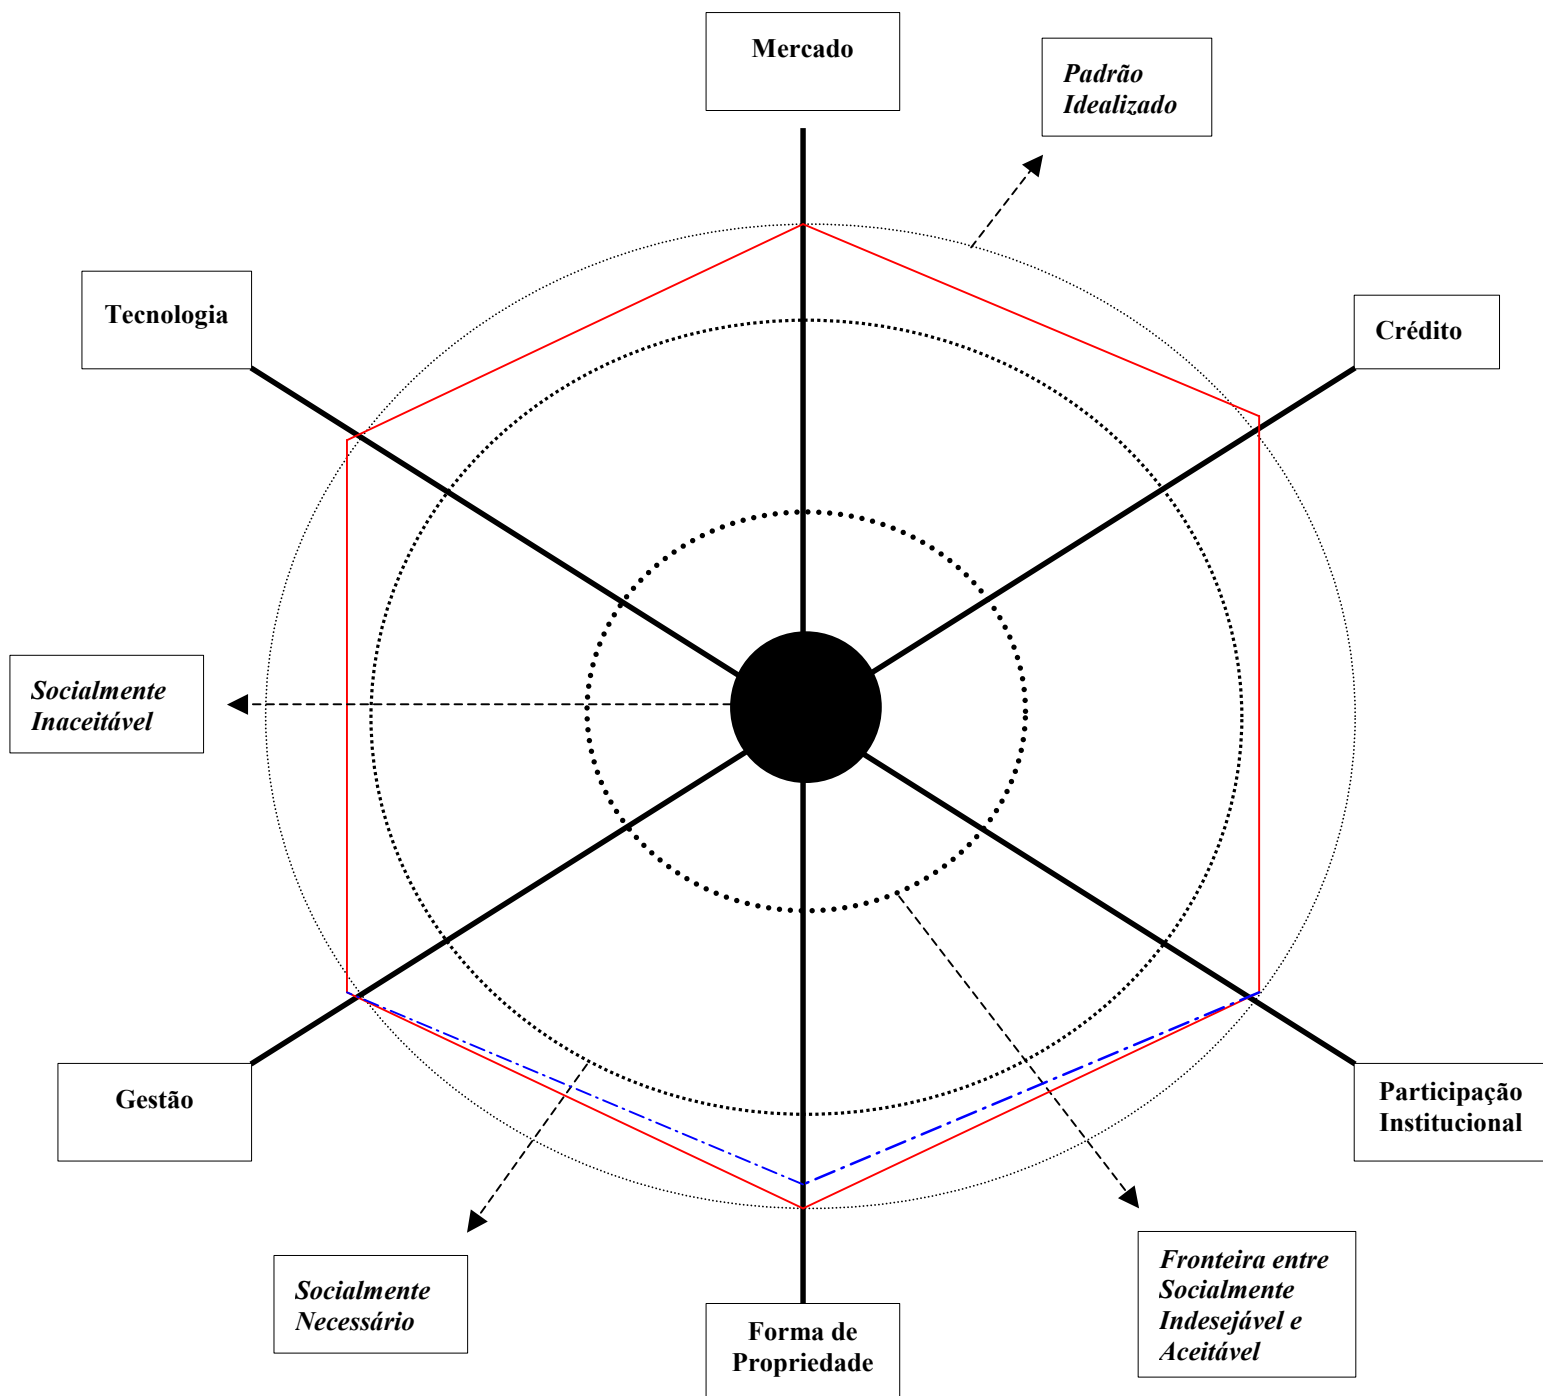 Mercado
Padrão
Idealizado
Tecnologia
Crédito
Socialmente
Inaceitável
Gestão
Participação
Institucional
Socialmente
Necessário
Forma de
Propriedade
Fronteira entre
Socialmente
Indesejável e
Aceitável